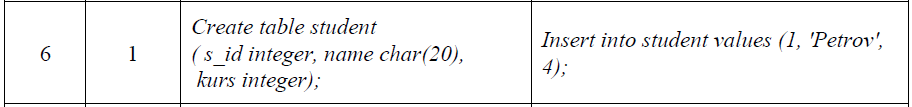 6
1
Create table student
( s_id integer, name char(20),
kurs integer);
Insert into student values (1, 'Petrov',
4);